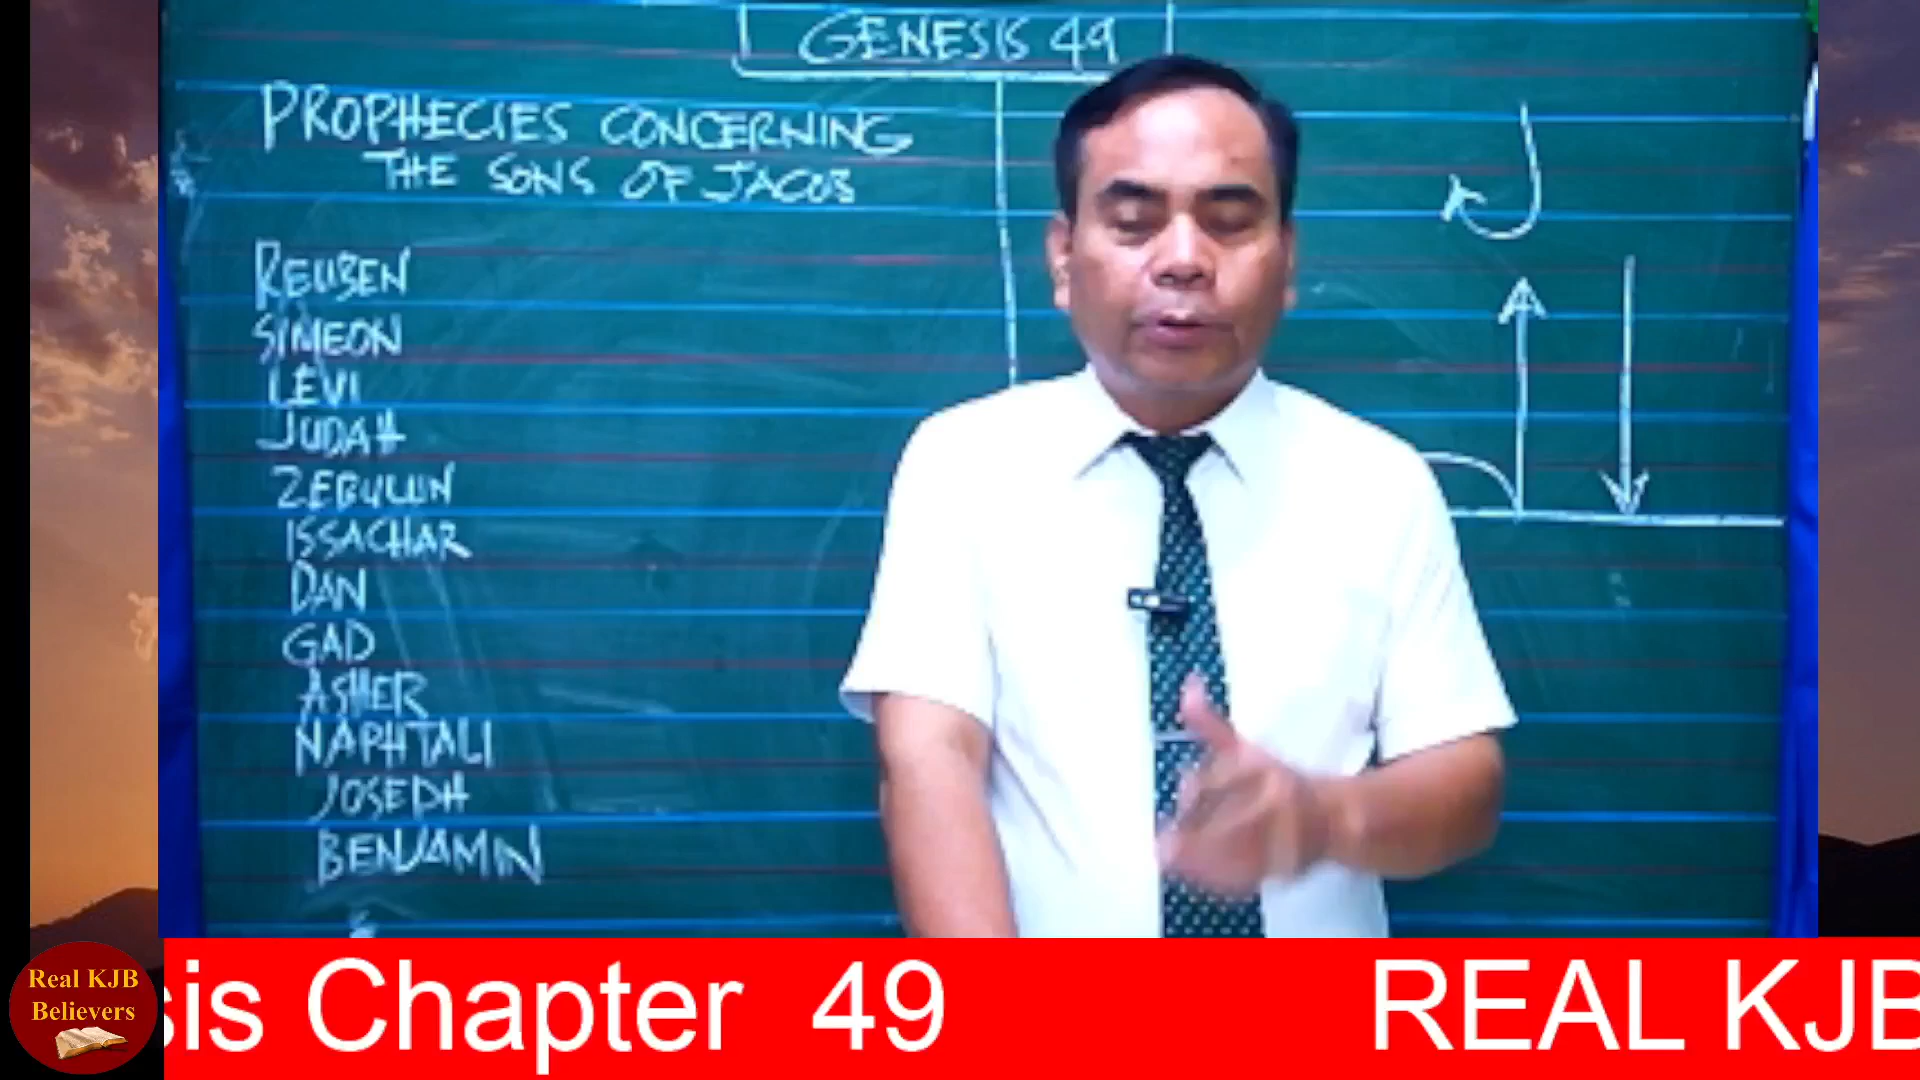 GENESIS 49
PROPHECIES CONCERNING
THE SONS OF JACOB
REUBEN
SIMEON
LEVI
JUDAH
ZEBULUN
ISSACHAR
DAN
GAD
ASHER
NAPHTALI
JOSEPH
BENJAMIN
Real KJB
Believers
sis Chapter 49 REAL KJB